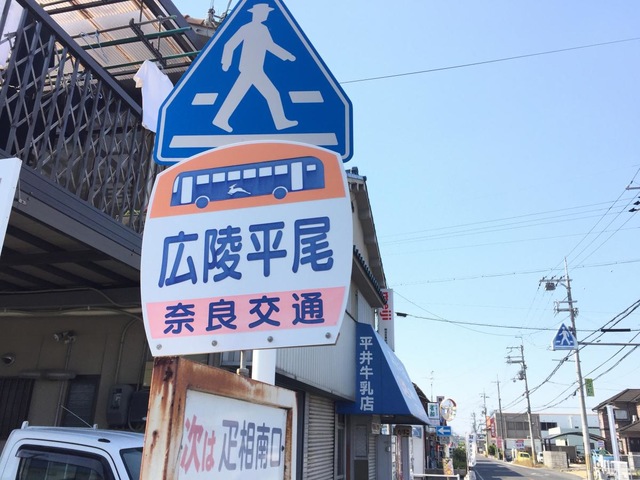 広陵平尾
奈良交通
次は 疋相南口
平井牛乳店